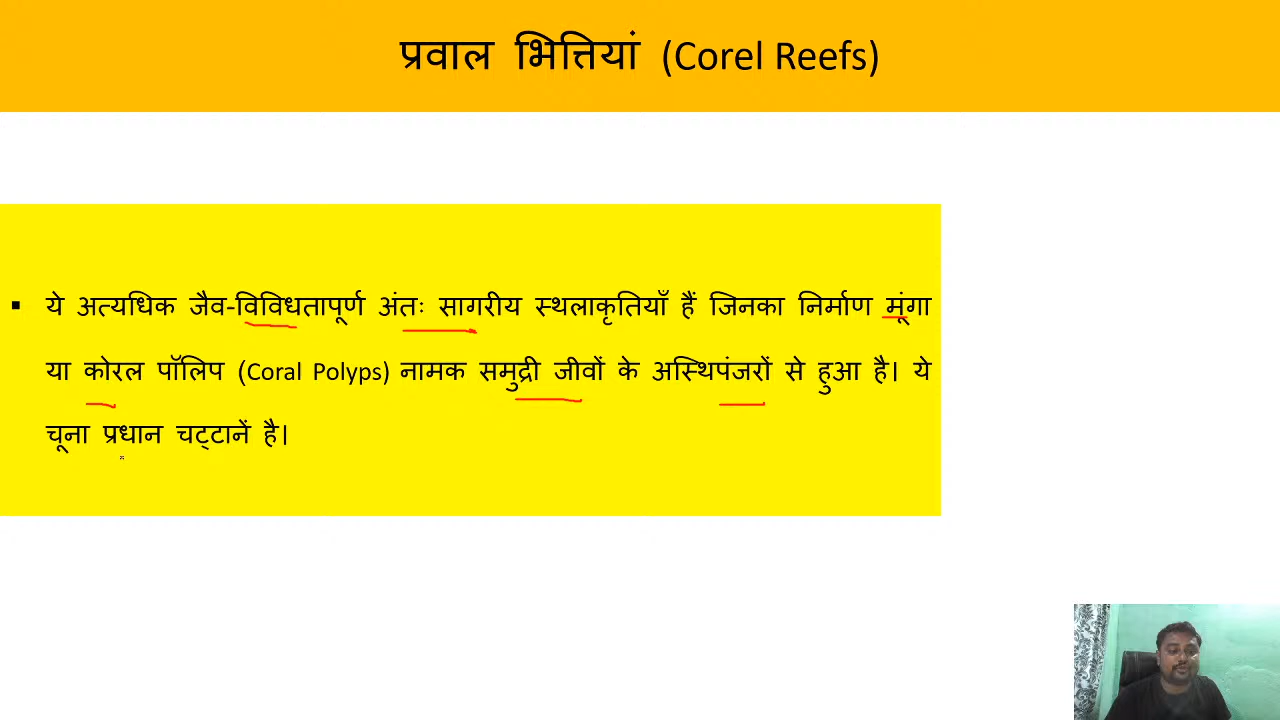 प्रवाल भित्तियां (Corel Reefs)
▪ ये अत्यधिक जैव-विविधतापूर्ण अंतः सागरीय स्थलाकृतियाँ हैं जिनका निर्माण मूंगा
या कोरल पॉलिप (Coral Polyps) नामक समुद्री जीवों के अस्थिपंजरों से हुआ है। ये
चूना प्रधान चट्टानें है।